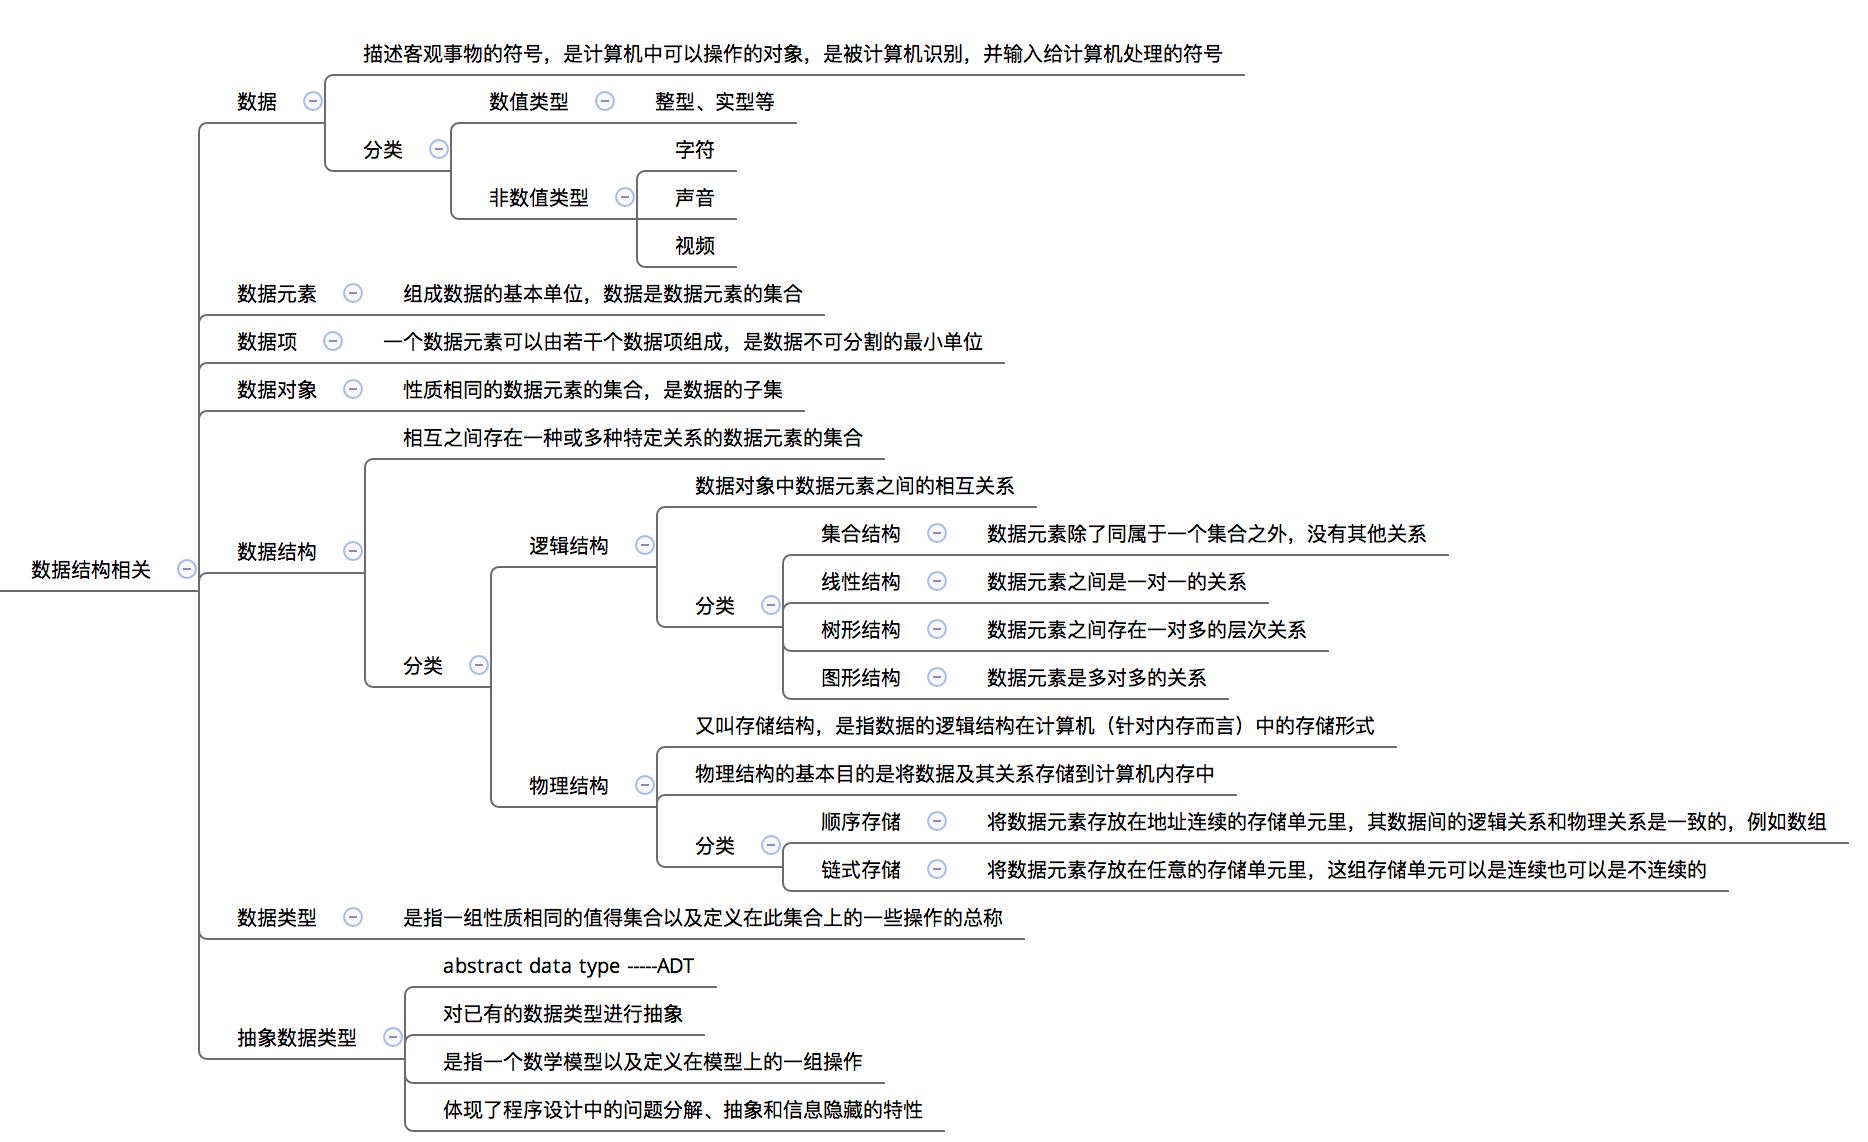 描述客观事物的符号，是计算机中可以操作的对象，是被计算机识别，并输入给计算机处理的符号
数据
数值类型
整型、实型等
分类
字符
非数值类型
声音
视频
数据元素
组成数据的基本单位，数据是数据元素的集合
数据项
一个数据元素可以由若干个数据项组成，是数据不可分割的最小单位
数据对象
性质相同的数据元素的集合，是数据的子集
相互之间存在一种或多种特定关系的数据元素的集合
数据结构相关
数据结构
数据对象中数据元素之间的相互关系
逻辑结构
集合结构
数据元素除了同属于一个集合之外，没有其他关系
线性结构
数据元素之间是一对一的关系
分类
树形结构
数据元素之间存在一对多的层次关系
图形结构
数据元素是多对多的关系
分类
又叫存储结构，是指数据的逻辑结构在计算机（针对内存而言）中的存储形式
物理结构的基本目的是将数据及其关系存储到计算机内存中
物理结构
顺序存储
将数据元素存放在地址连续的存储单元里，其数据间的逻辑关系和物理关系是一致的，例如数组
分类
链式存储
将数据元素存放在任意的存储单元里，这组存储单元可以是连续也可以是不连续的
数据类型
是指一组性质相同的值得集合以及定义在此集合上的一些操作的总称
abstract data type -----ADT
对已有的数据类型进行抽象
抽象数据类型
是指一个数学模型以及定义在模型上的一组操作
体现了程序设计中的问题分解、抽象和信息隐藏的特性